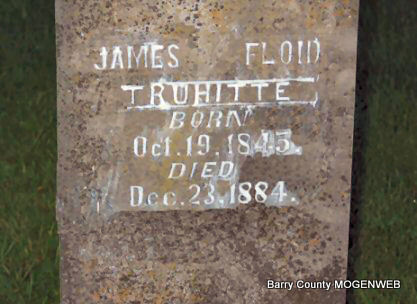 JAMES FLOID
TRUHITTE
BORN
Oct.19.1845.
DIED
Dec.23.1884.
Barry County MOGENWEB